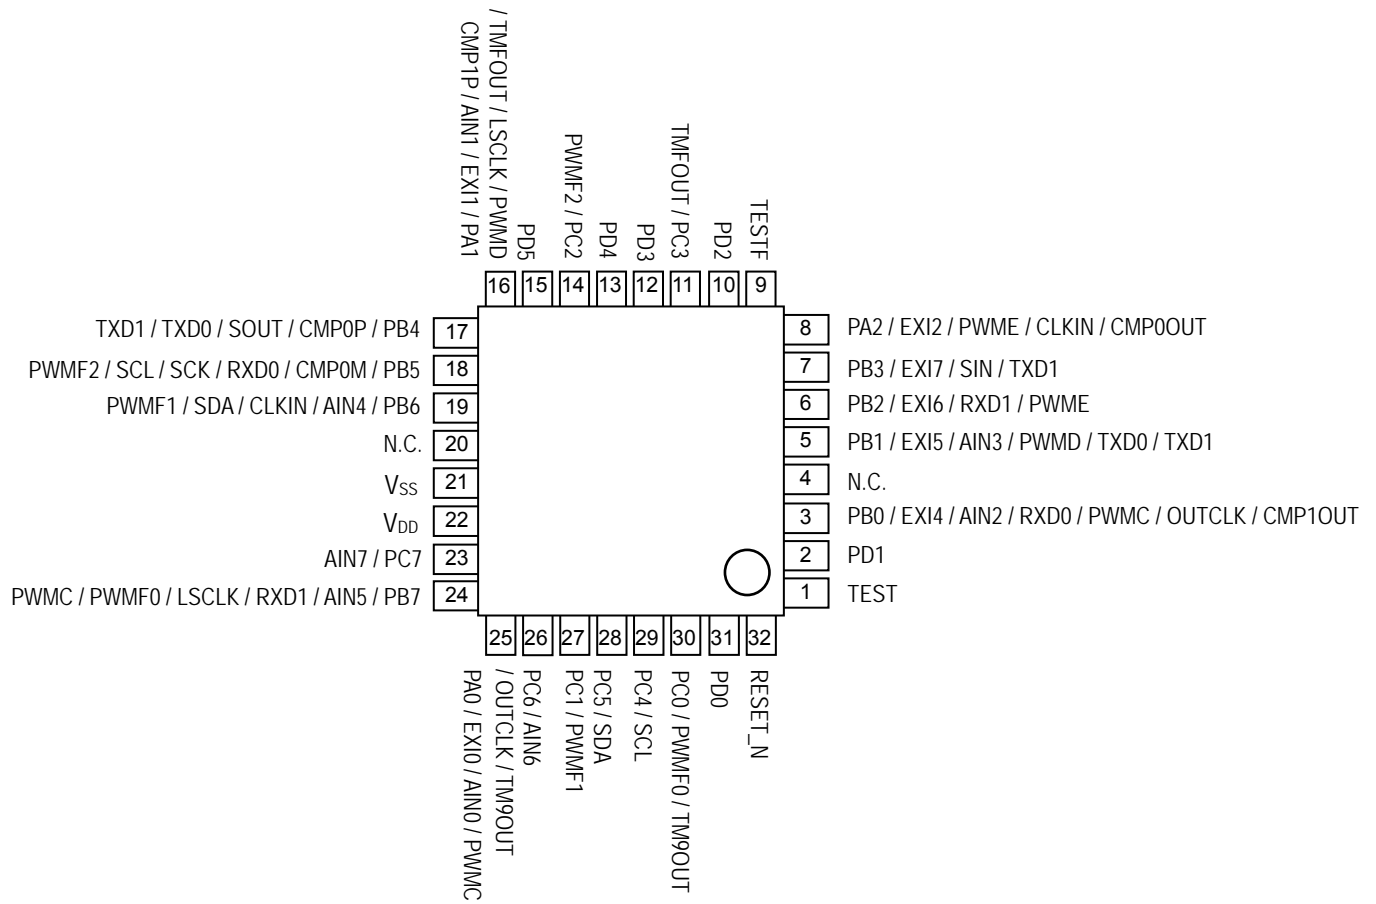 / TMFOUT / LSCLK / PWMD
CMP1P / AIN1 / EXI1 / PA1
PD5
PWMF2 / PC2
PD4
PD3
TMFOUT / PC3
PD2
TESTF
16
15
14
13
12
11
10
9
TXD1 / TXD0 / SOUT / CMP0P / PB4
17
PWMF2 / SCL / SCK / RXD0 / CMP0M / PB5
18
PWMF1 / SDA / CLKIN / AIN4 / PB6
19
N.C.
20
VSS
21
VDD
22
AIN7 / PC7
23
PWMC / PWMF0 / LSCLK / RXD1 / AIN5 / PB7
24
8
PA2 / EXI2 / PWME / CLKIN / CMP0OUT
7
PB3 / EXI7 / SIN / TXD1
6
PB2 / EXI6 / RXD1 / PWME
5
PB1 / EXI5 / AIN3 / PWMD / TXD0 / TXD1
4
N.C.
3
PB0 / EXI4 / AIN2 / RXD0 / PWMC / OUTCLK / CMP1OUT
2
PD1
1
TEST
25
26
27
28
29
30
31
32
PA0 / EXI0 / AIN0 / PWMC
/ OUTCLK / TM9OUT
PC6 / AIN6
PC1 / PWMF1
PC5 / SDA
PC4 / SCL
PC0 / PWMF0 / TM9OUT
PD0
RESET_N